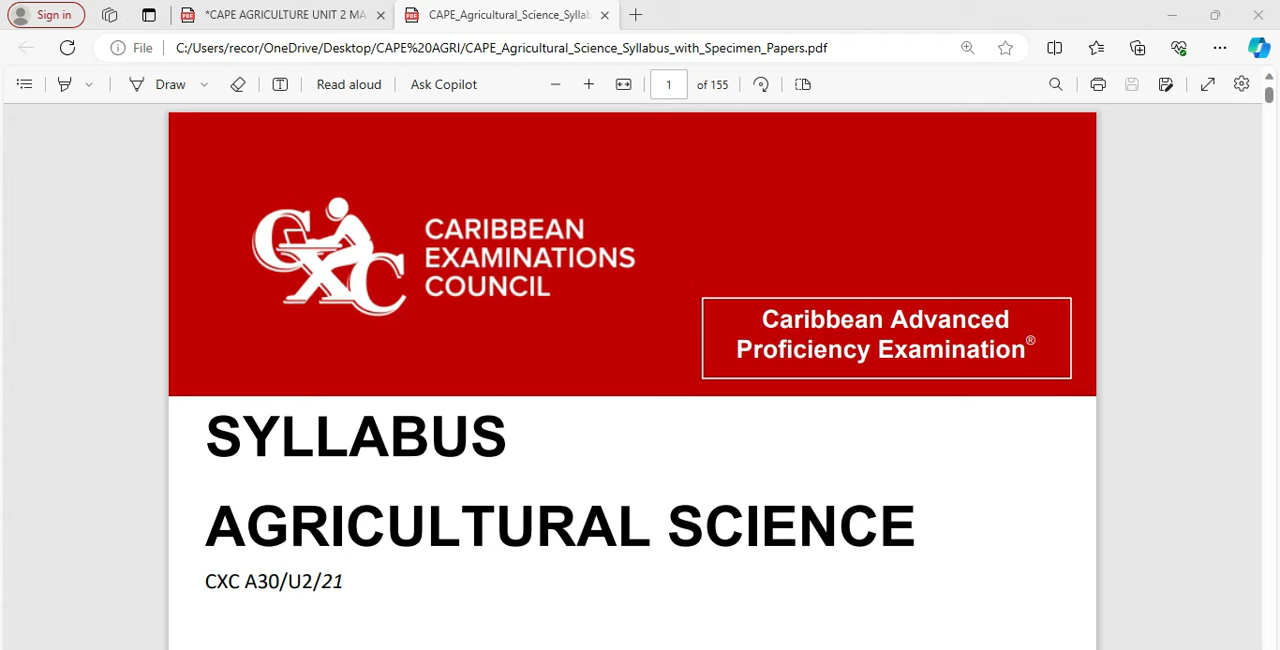 Sign in
*CAPE AGRICULTURE UNIT 2 MA
CAPE_Agricultural_Science_Syllab
File
C:/Users/recor/OneDrive/Desktop/CAPE%20AGRI/CAPE_Agricultural_Science_Syllabus_with_Specimen_Papers.pdf
Draw
Read aloud
Ask Copilot
1 of 155
CXC
CARIBBEAN
EXAMINATIONS
COUNCIL
Caribbean Advanced
Proficiency Examination®
SYLLABUS
AGRICULTURAL SCIENCE
CXC A30/U2/21